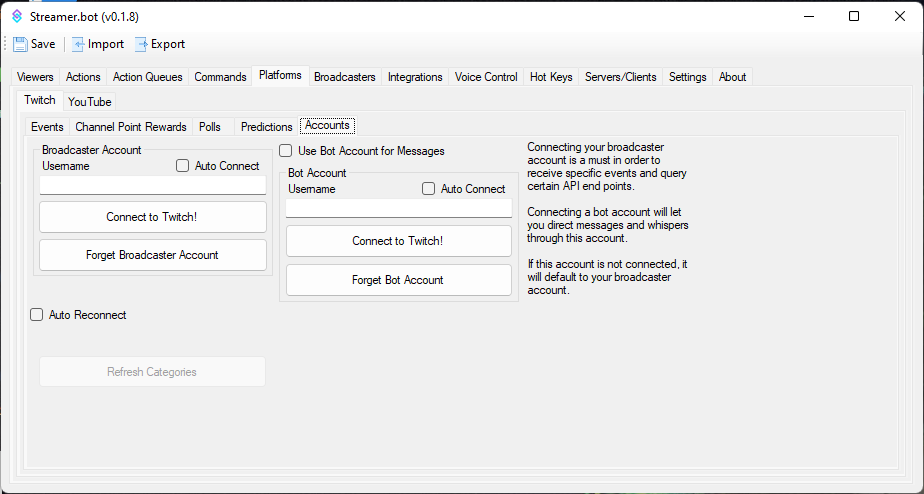 Streamer.bot (v0.1.8)
Save Import Export
Viewers Actions Action Queues Commands Platforms Broadcasters Integrations Voice Control Hot Keys Servers/Clients Settings About
Twitch YouTube
Events Channel Point Rewards Polls Predictions Accounts
Broadcaster Account
Username Auto Connect
Connect to Twitch!
Forget Broadcaster Account
Auto Reconnect
Refresh Categories
Use Bot Account for Messages
Bot Account
Username Auto Connect
Connect to Twitch!
Forget Bot Account
Connecting your broadcaster
account is a must in order to
receive specific events and query
certain API end points.
Connecting a bot account will let
you direct messages and whispers
through this account.
If this account is not connected, it
will default to your broadcaster
account.